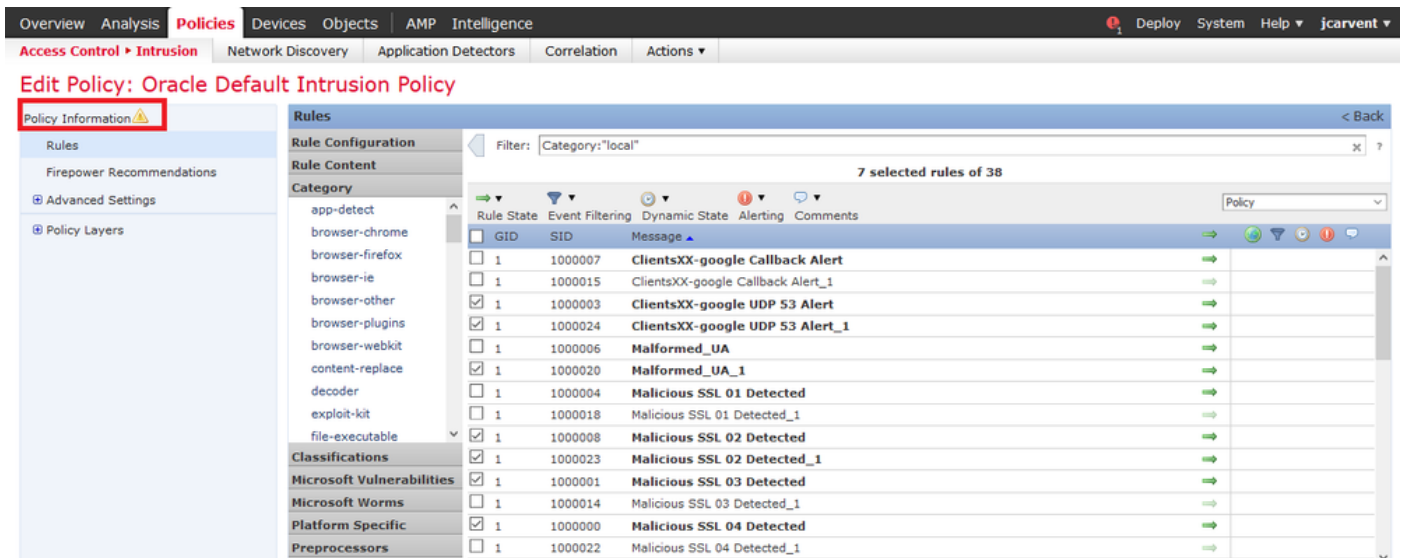 Overview Analysis Policies Devices Objects AMP Intelligence 1 Deploy System Help ▾ jcarvent ▾
Access Control ▸ Intrusion Network Discovery Application Detectors Correlation Actions ▾
Edit Policy: Oracle Default Intrusion Policy
Policy Information
Rules
Firepower Recommendations
Advanced Settings
Policy Layers
Rules < Back
Rule Configuration
Rule Content
Category
app-detect
browser-chrome
browser-firefox
browser-ie
browser-other
browser-plugins
browser-webkit
content-replace
decoder
exploit-kit
file-executable
Classifications
Microsoft Vulnerabilities
Microsoft Worms
Platform Specific
Preprocessors
Filter: Category:"local" × ?
7 selected rules of 38
Rule State Event Filtering Dynamic State Alerting Comments Policy
GID SID Message
1 1000007 ClientsXX-google Callback Alert
1 1000015 ClientsXX-google Callback Alert_1
1 1000003 ClientsXX-google UDP 53 Alert
1 1000024 ClientsXX-google UDP 53 Alert_1
1 1000006 Malformed_UA
1 1000020 Malformed_UA_1
1 1000004 Malicious SSL 01 Detected
1 1000018 Malicious SSL 01 Detected_1
1 1000008 Malicious SSL 02 Detected
1 1000023 Malicious SSL 02 Detected_1
1 1000001 Malicious SSL 03 Detected
1 1000014 Malicious SSL 03 Detected_1
1 1000000 Malicious SSL 04 Detected
1 1000022 Malicious SSL 04 Detected_1